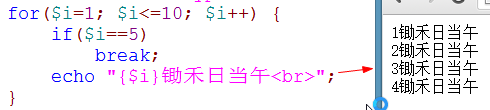 for($i=1; $i<=10; $i++) {
    if($i==5)
        break;
    echo "{$i}锄禾日当午<br>";
}
1锄禾日当午
2锄禾日当午
3锄禾日当午
4锄禾日当午